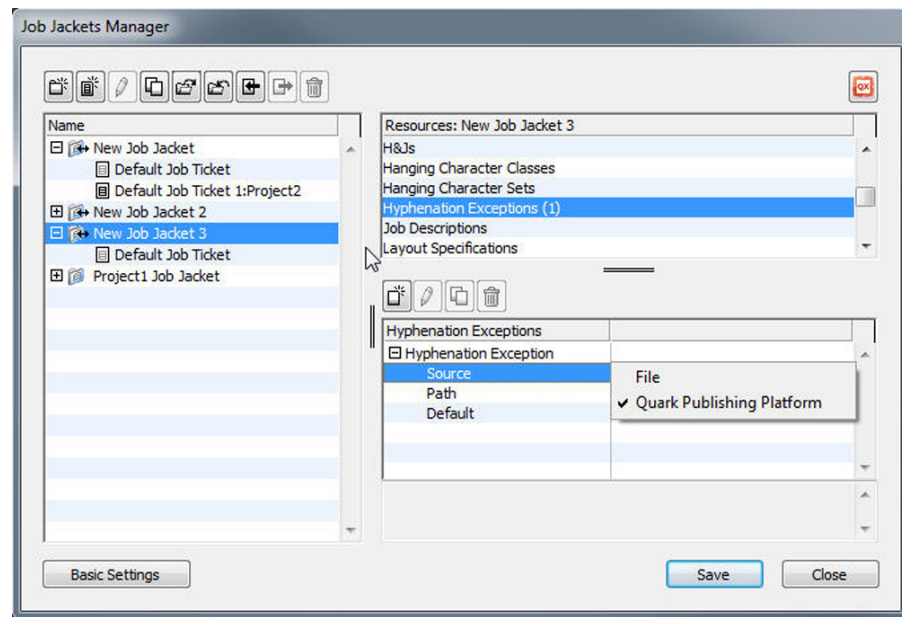 Job Jackets Manager
QX
Name
New Job Jacket
Default Job Ticket
Default Job Ticket 1:Project2
New Job Jacket 2
New Job Jacket 3
Default Job Ticket
Project1 Job Jacket
Resources: New Job Jacket 3
H&Js
Hanging Character Classes
Hanging Character Sets
Hyphenation Exceptions (1)
Job Descriptions
Layout Specifications
Hyphenation Exceptions
Hyphenation Exception
Source
Path
Default
File
Quark Publishing Platform
Basic Settings
Save
Close